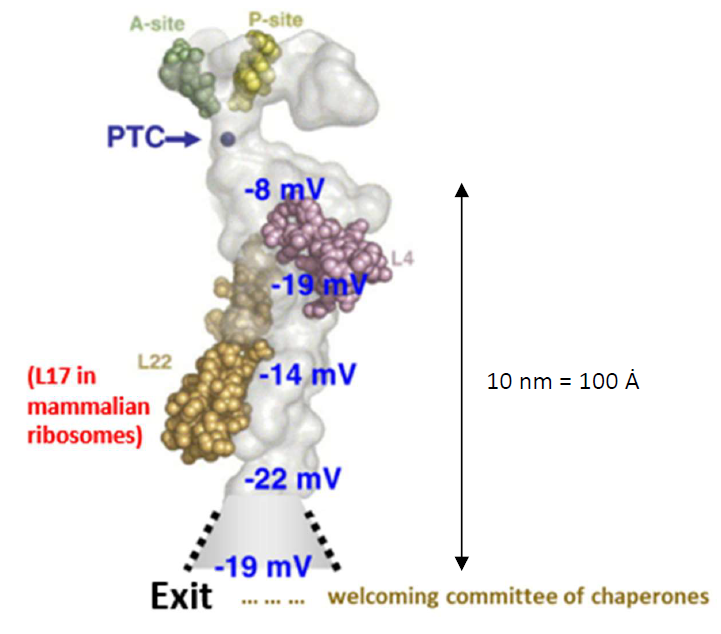 A-site
P-site
PTC
-8 mV
L4
-19 mV
L22
-14 mV
(L17 in
mammalian
ribosomes)
10 nm = 100 Ȧ
-22 mV
-19 mV
Exit ... ... ... welcoming committee of chaperones